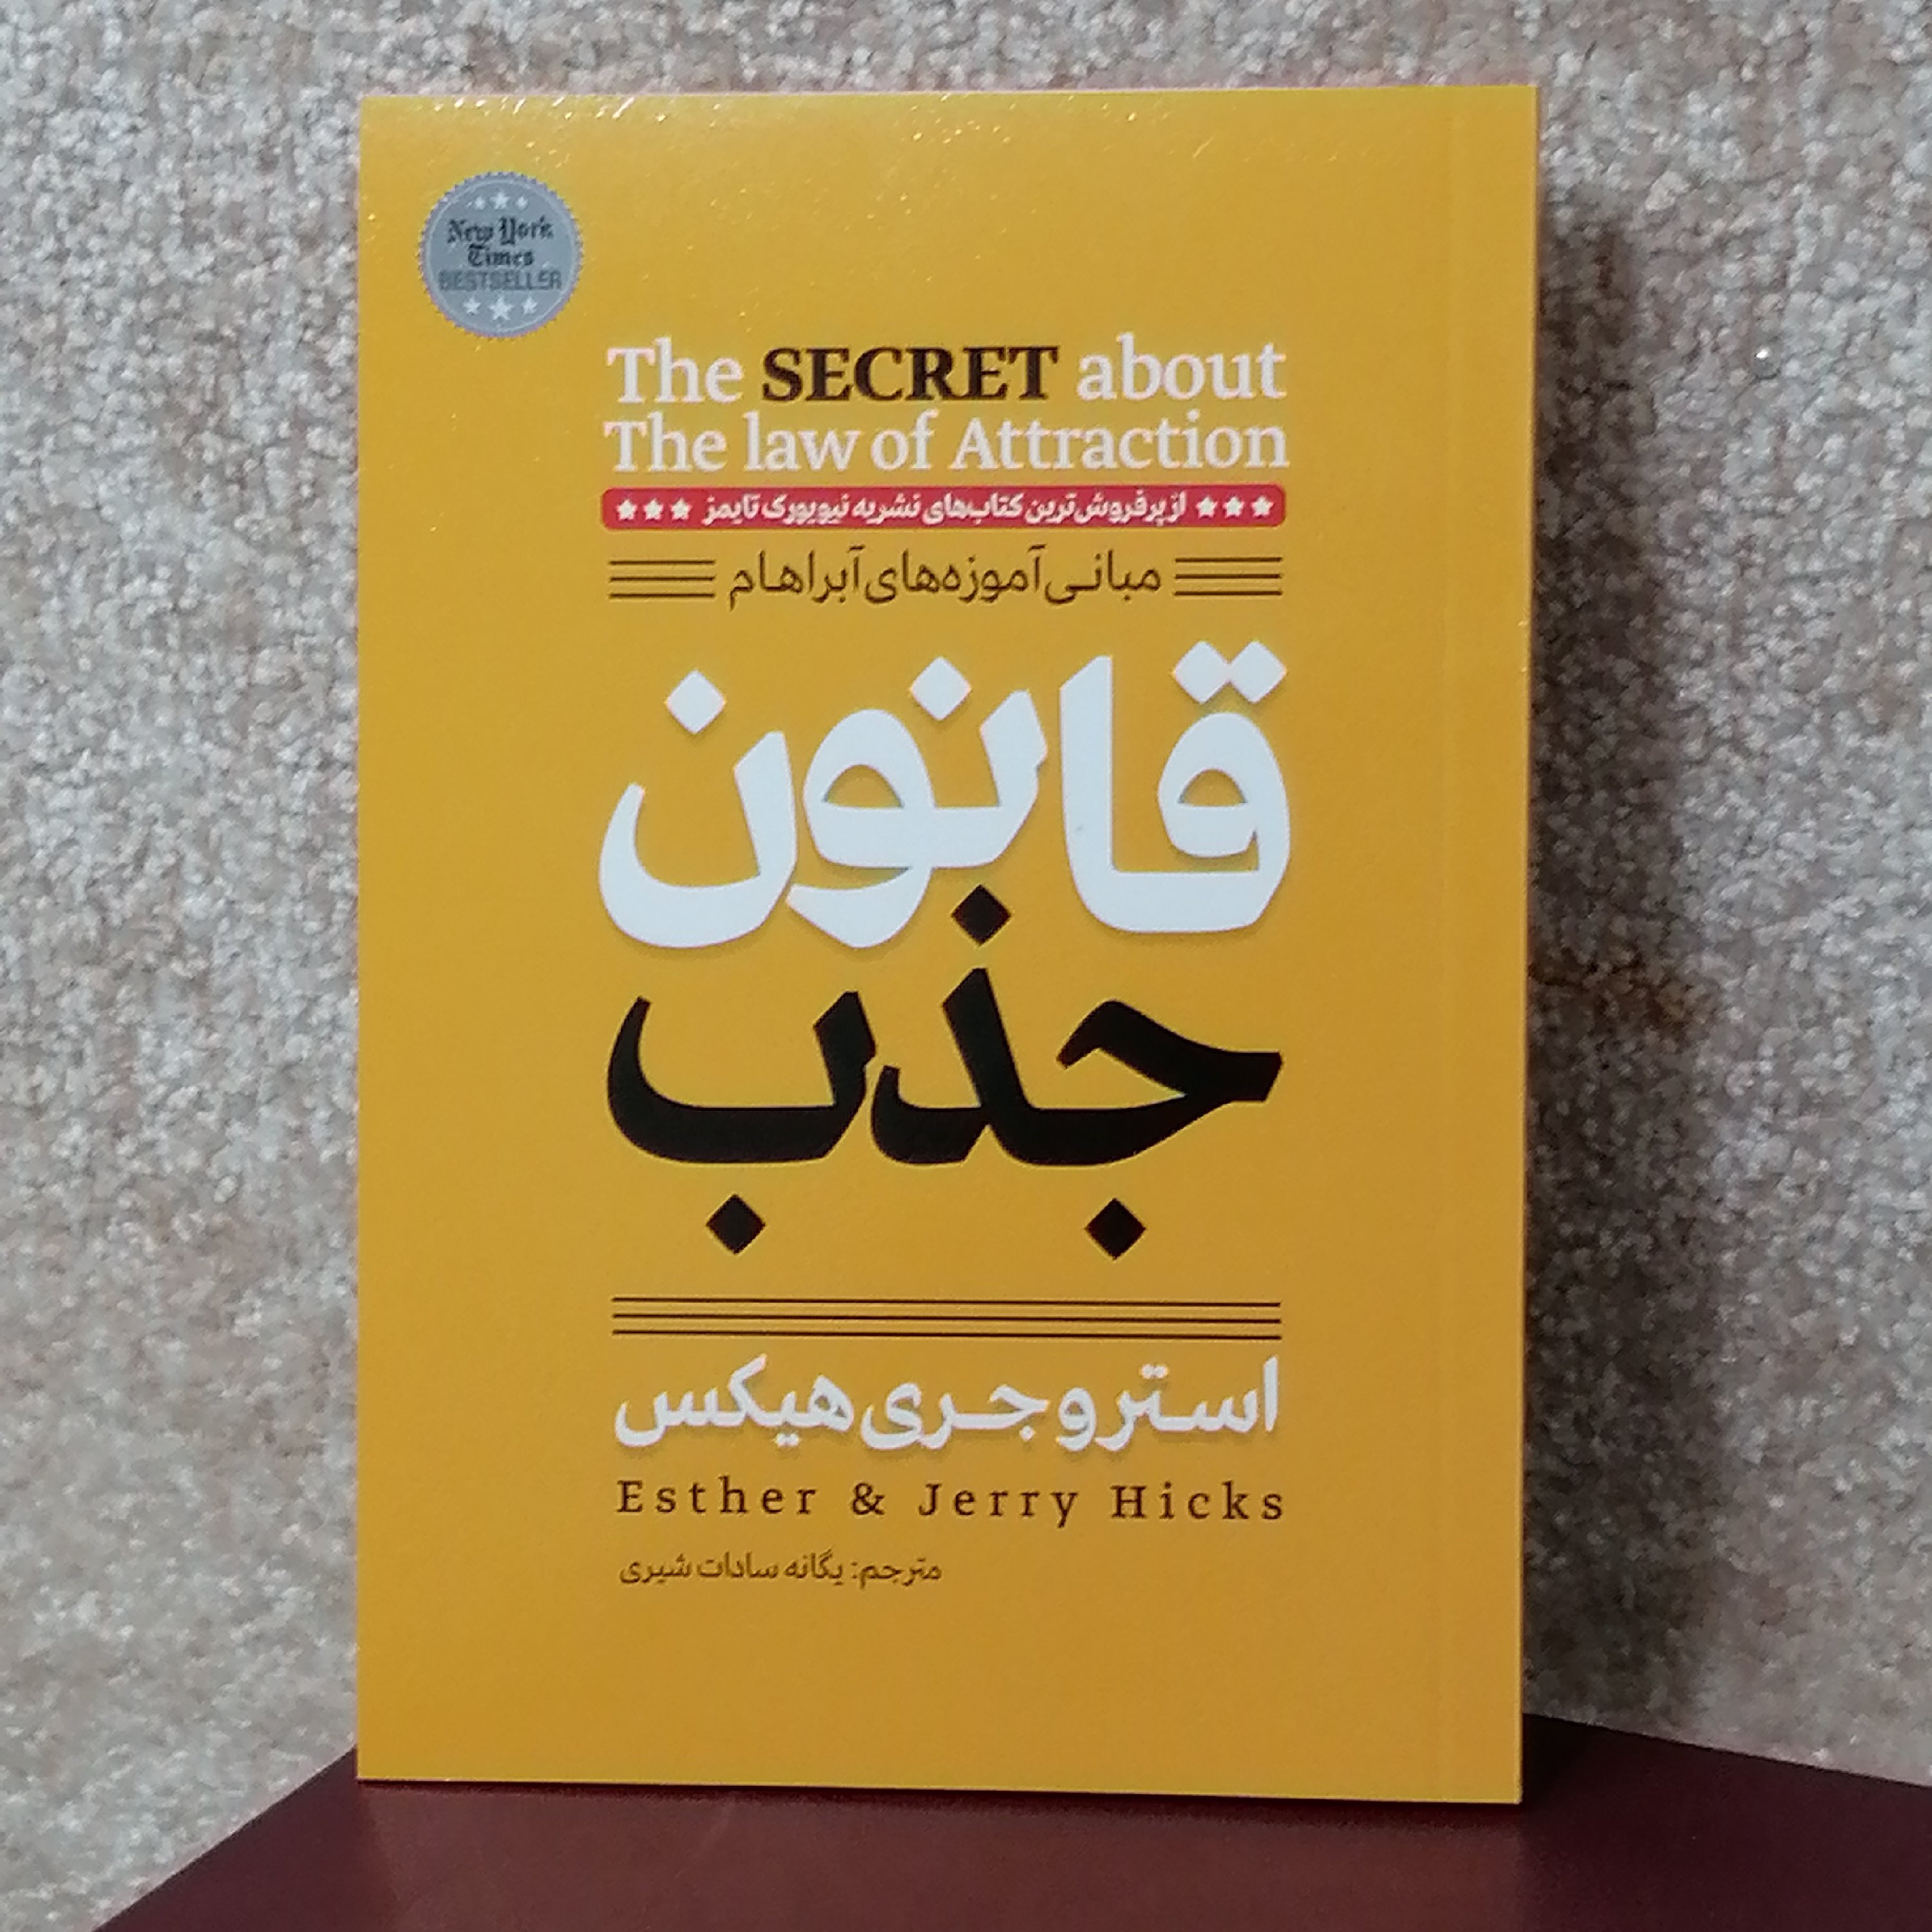 New York
Times
BESTSELLER
The SECRET about
The law of Attraction
از پرفروش‌ترین کتاب‌های نشریه نیویورک تایمز
مبانی آموزه‌های آبراهام
قانون
جذب
استر و جری هیکس
Esther & Jerry Hicks
مترجم: یگانه سادات شیری